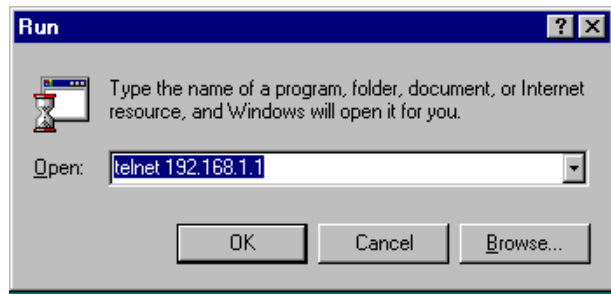 Run
Type the name of a program, folder, document, or Internet
resource, and Windows will open it for you.
Open: telnet 192.168.1.1
OK Cancel Browse...